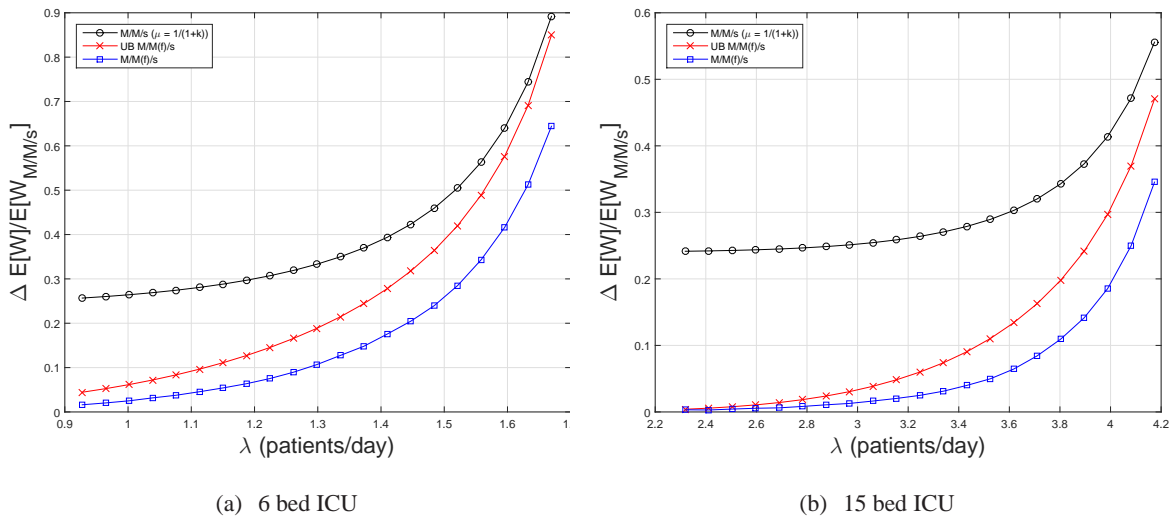 0.9
0.8
0.7
0.6
0.5
0.4
0.3
0.2
0.1
0
Δ E[W]/E[W_{M/M/s}]
M/M/s (μ = 1/(1+k))
UB M/M(f)/s
M/M(f)/s
0.9 1 1.1 1.2 1.3 1.4 1.5 1.6 1.
λ (patients/day)
(a) 6 bed ICU
0.6
0.5
0.4
0.3
0.2
0.1
0
Δ E[W]/E[W_{M/M/s}]
M/M/s (μ = 1/(1+k))
UB M/M(f)/s
M/M(f)/s
2.2 2.4 2.6 2.8 3 3.2 3.4 3.6 3.8 4 4.2
λ (patients/day)
(b) 15 bed ICU